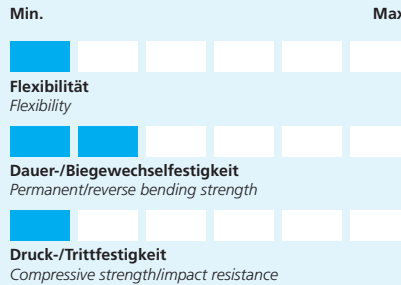 Min. Max
Flexibilität
Flexibility
Dauer-/Biegewechselfestigkeit
Permanent/reverse bending strength
Druck-/Trittfestigkeit
Compressive strength/impact resistance